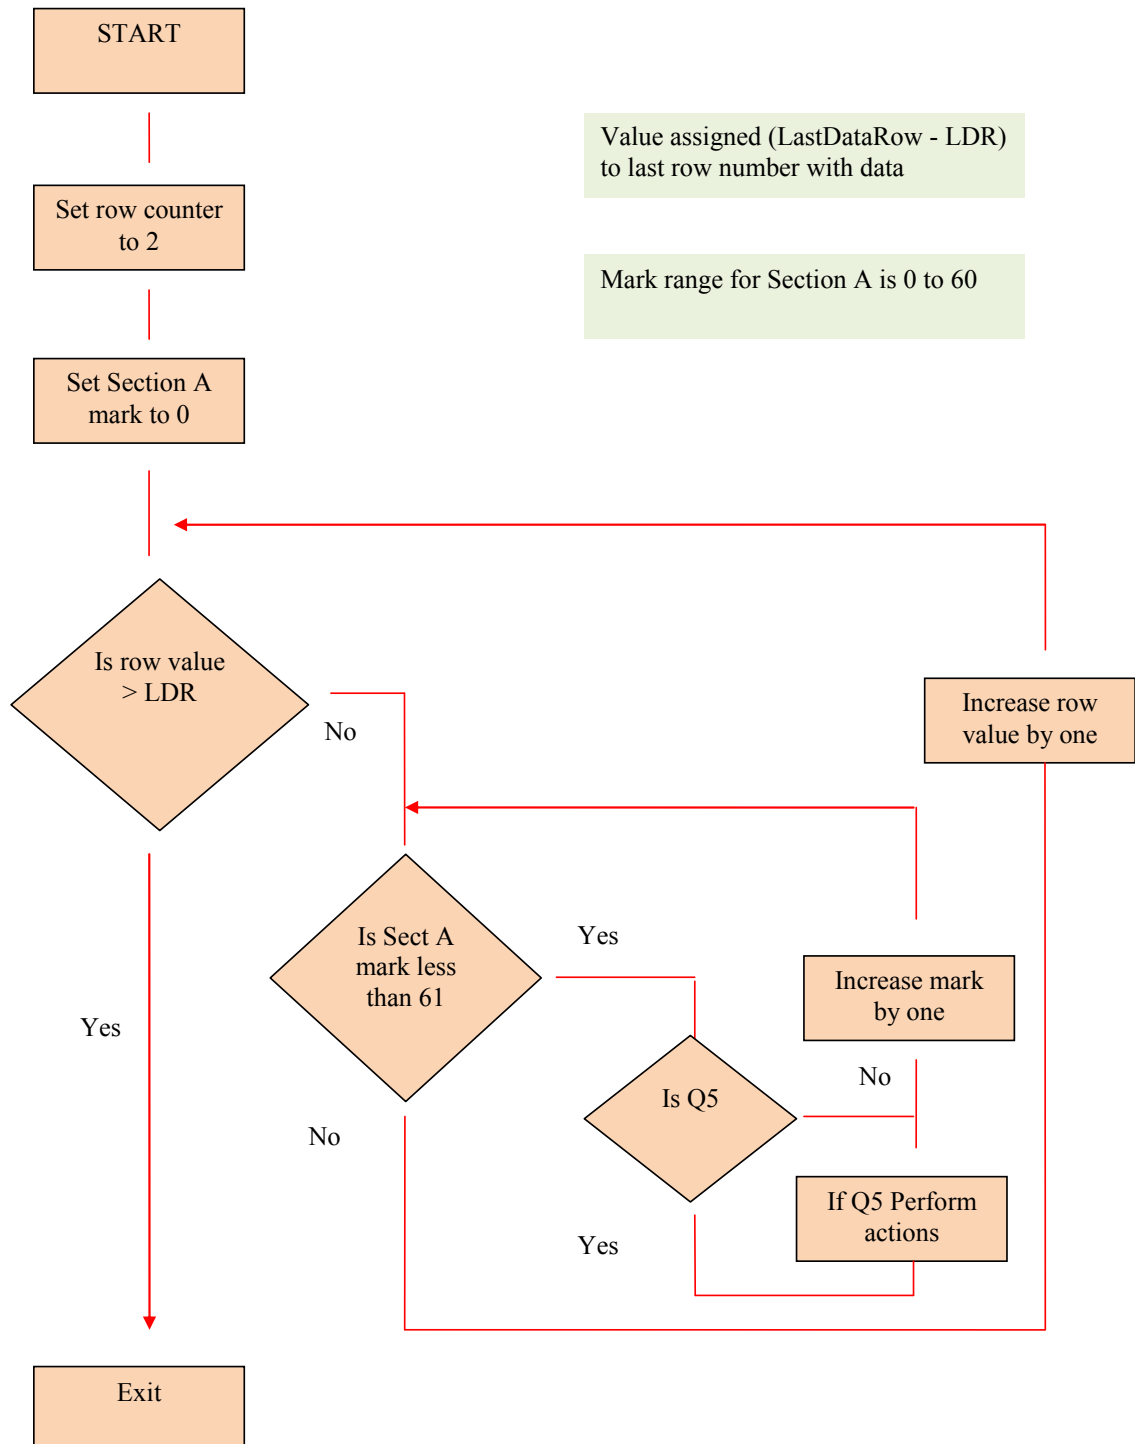 START
Value assigned (LastDataRow - LDR)
to last row number with data
Set row counter
to 2
Mark range for Section A is 0 to 60
Set Section A
mark to 0
Is row value
> LDR
No
Increase row
value by one
Is Sect A
mark less
than 61
Yes
Increase mark
by one
Yes
No
Is Q5
No
If Q5 Perform
actions
Yes
Exit